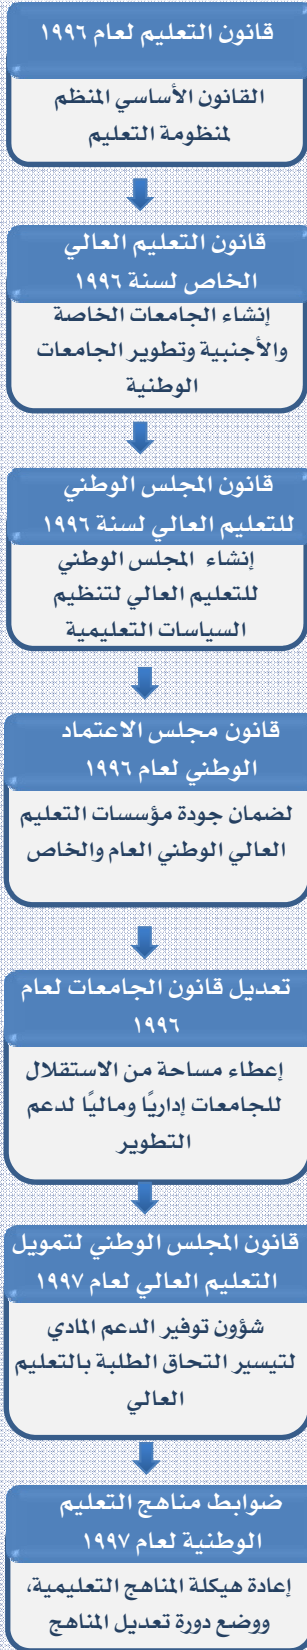 قانون التعليم لعام ١٩٩٦
القانون الأساسي المنظم
لمنظومة التعليم
قانون التعليم العالي
الخاص لسنة ١٩٩٦
إنشاء الجامعات الخاصة
والأجنبية وتطوير الجامعات
الوطنية
قانون المجلس الوطني
للتعليم العالي لسنة ١٩٩٦
إنشاء المجلس الوطني
للتعليم العالي لتنظيم
السياسات التعليمية
قانون مجلس الاعتماد
الوطني لعام ١٩٩٦
لضمان جودة مؤسسات التعليم
العالي الوطني العام والخاص
تعديل قانون الجامعات لعام
١٩٩٦
إعطاء مساحة من الاستقلال
للجامعات إداريًا وماليًا لدعم
التطوير
قانون المجلس الوطني لتمويل
التعليم العالي لعام ١٩٩٧
شؤون توفير الدعم المادي
لتيسير التحاق الطلبة بالتعليم
العالي
ضوابط مناهج التعليم
الوطنية لعام ١٩٩٧
إعادة هيكلة المناهج التعليمية،
ووضع دورة تعديل المناهج